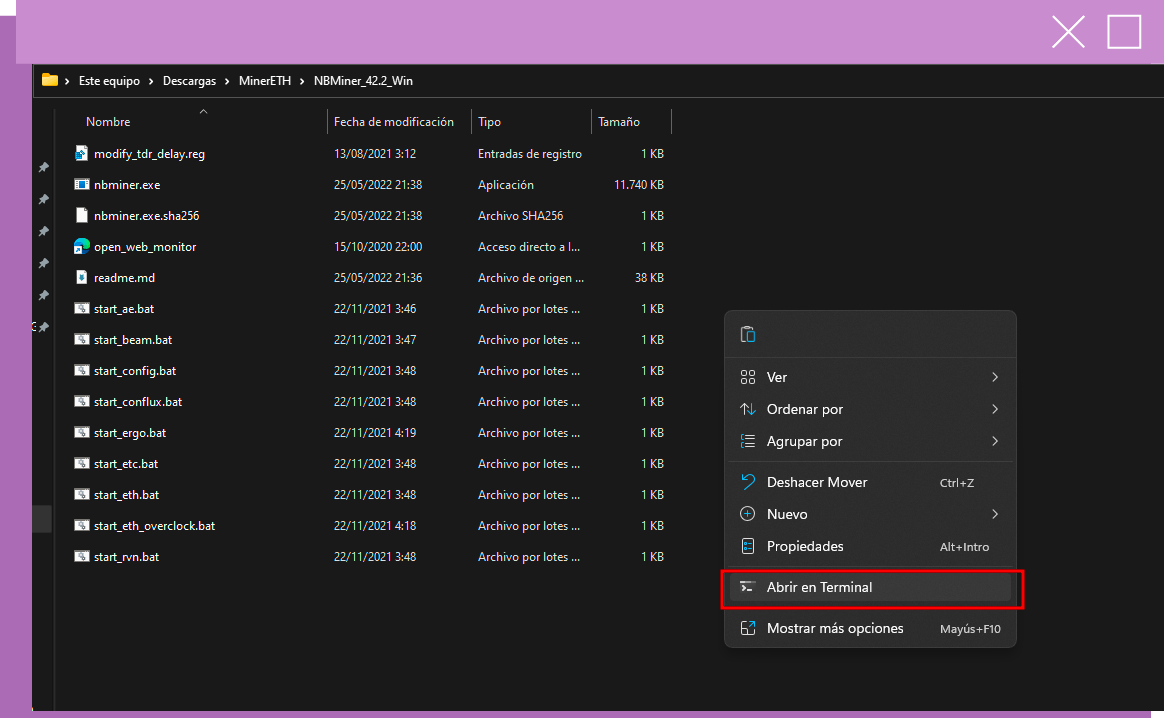 Este equipo > Descargas > MinerETH > NBMiner_42.2_Win
Nombre Fecha de modificación Tipo Tamaño
modify_tdr_delay.reg 13/08/2021 3:12 Entradas de registro 1 KB
nbminer.exe 25/05/2022 21:38 Aplicación 11.740 KB
nbminer.exe.sha256 25/05/2022 21:38 Archivo SHA256 1 KB
open_web_monitor 15/10/2020 22:00 Acceso directo a l... 1 KB
readme.md 25/05/2022 21:36 Archivo de origen ... 38 KB
start_ae.bat 22/11/2021 3:46 Archivo por lotes ... 1 KB
start_beam.bat 22/11/2021 3:47 Archivo por lotes ... 1 KB
start_config.bat 22/11/2021 3:48 Archivo por lotes ... 1 KB
start_conflux.bat 22/11/2021 3:48 Archivo por lotes ... 1 KB
start_ergo.bat 22/11/2021 4:19 Archivo por lotes ... 1 KB
start_etc.bat 22/11/2021 3:48 Archivo por lotes ... 1 KB
start_eth.bat 22/11/2021 3:48 Archivo por lotes ... 1 KB
start_eth_overclock.bat 22/11/2021 4:18 Archivo por lotes ... 1 KB
start_rvn.bat 22/11/2021 3:48 Archivo por lotes ... 1 KB
Ver
Ordenar por
Agrupar por
Deshacer Mover Ctrl+Z
Nuevo
Propiedades Alt+Intro
Abrir en Terminal
Mostrar más opciones Mayús+F10